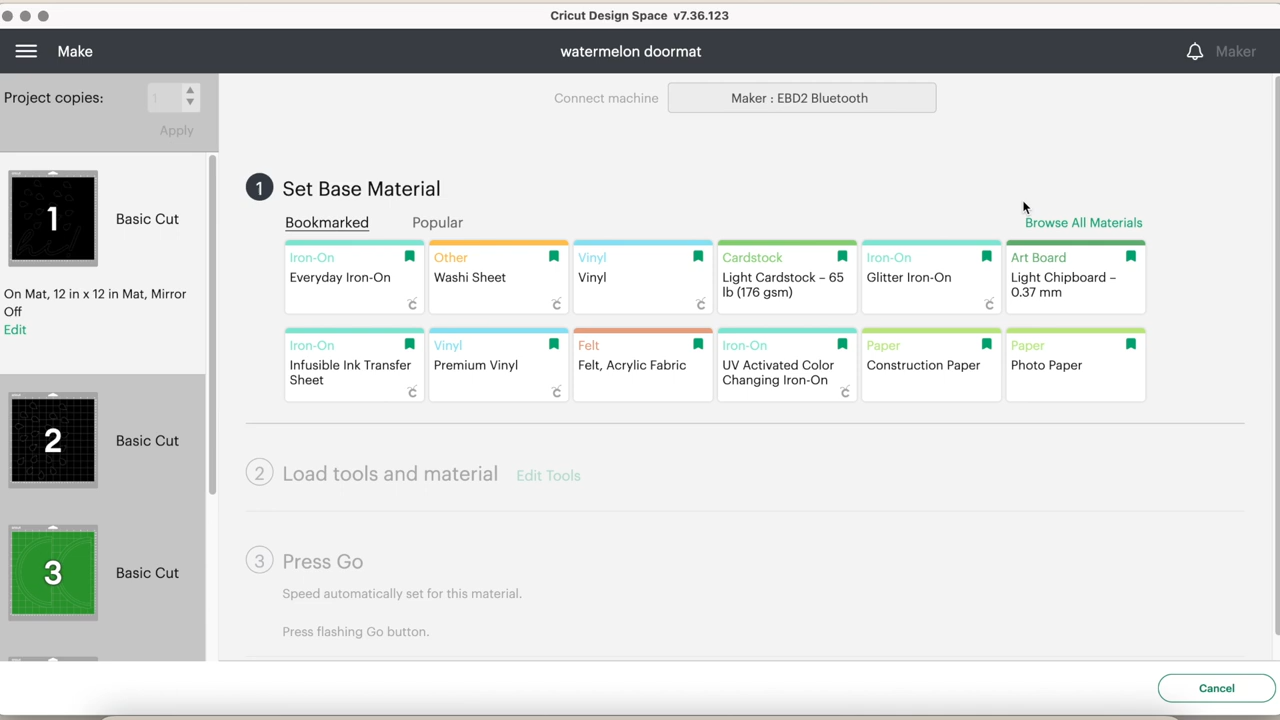 Cricut Design Space v7.36.123
Make
watermelon doormat
Maker
Project copies:
1
Apply
Connect machine
Maker : EBD2 Bluetooth
1
Basic Cut
On Mat, 12 in x 12 in Mat, Mirror
Off
Edit
2
Basic Cut
3
Basic Cut
1 Set Base Material
Bookmarked
Popular
Browse All Materials
Iron-On
Everyday Iron-On
Other
Washi Sheet
Vinyl
Vinyl
Cardstock
Light Cardstock – 65
lb (176 gsm)
Iron-On
Glitter Iron-On
Art Board
Light Chipboard –
0.37 mm
Iron-On
Infusible Ink Transfer
Sheet
Vinyl
Premium Vinyl
Felt
Felt, Acrylic Fabric
Iron-On
UV Activated Color
Changing Iron-On
Paper
Construction Paper
Paper
Photo Paper
2 Load tools and material Edit Tools
3 Press Go
Speed automatically set for this material.
Press flashing Go button.
Cancel